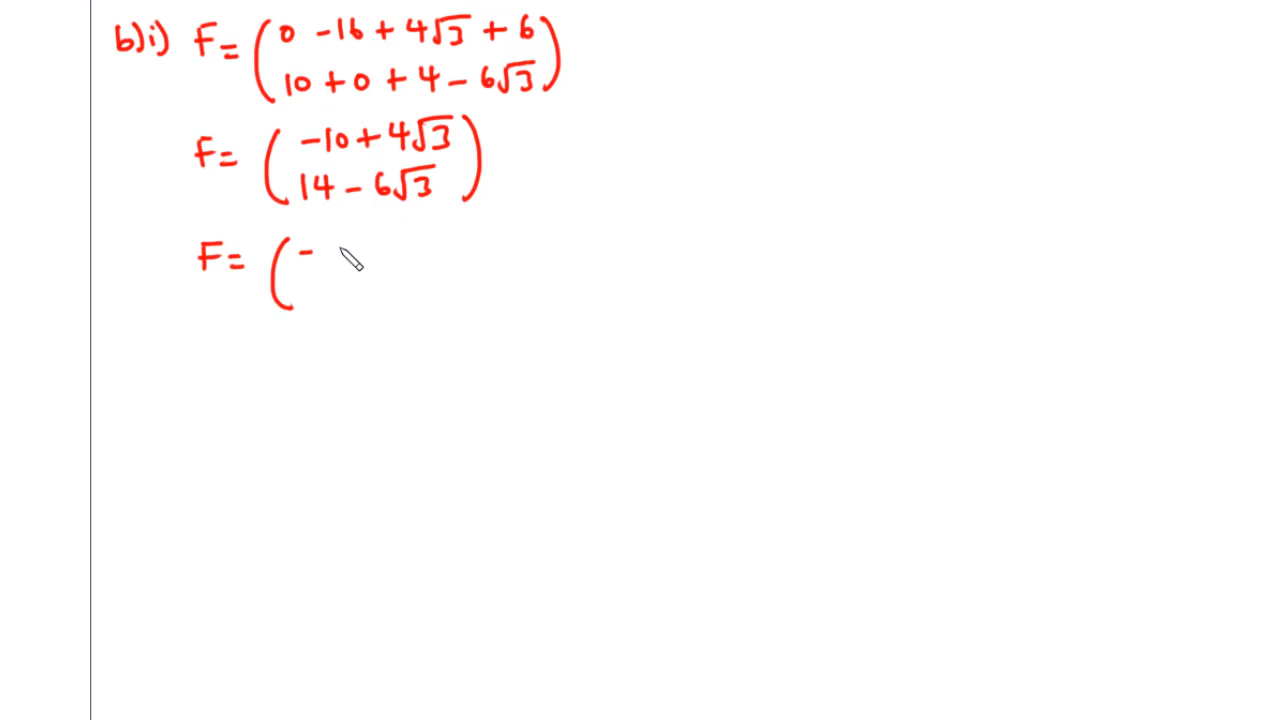 b)i) F = ( 0 -16 + 4√3 + 6
10 + 0 + 4 - 6√3 )
F = ( -10 + 4√3
14 - 6√3 )
F = ( -